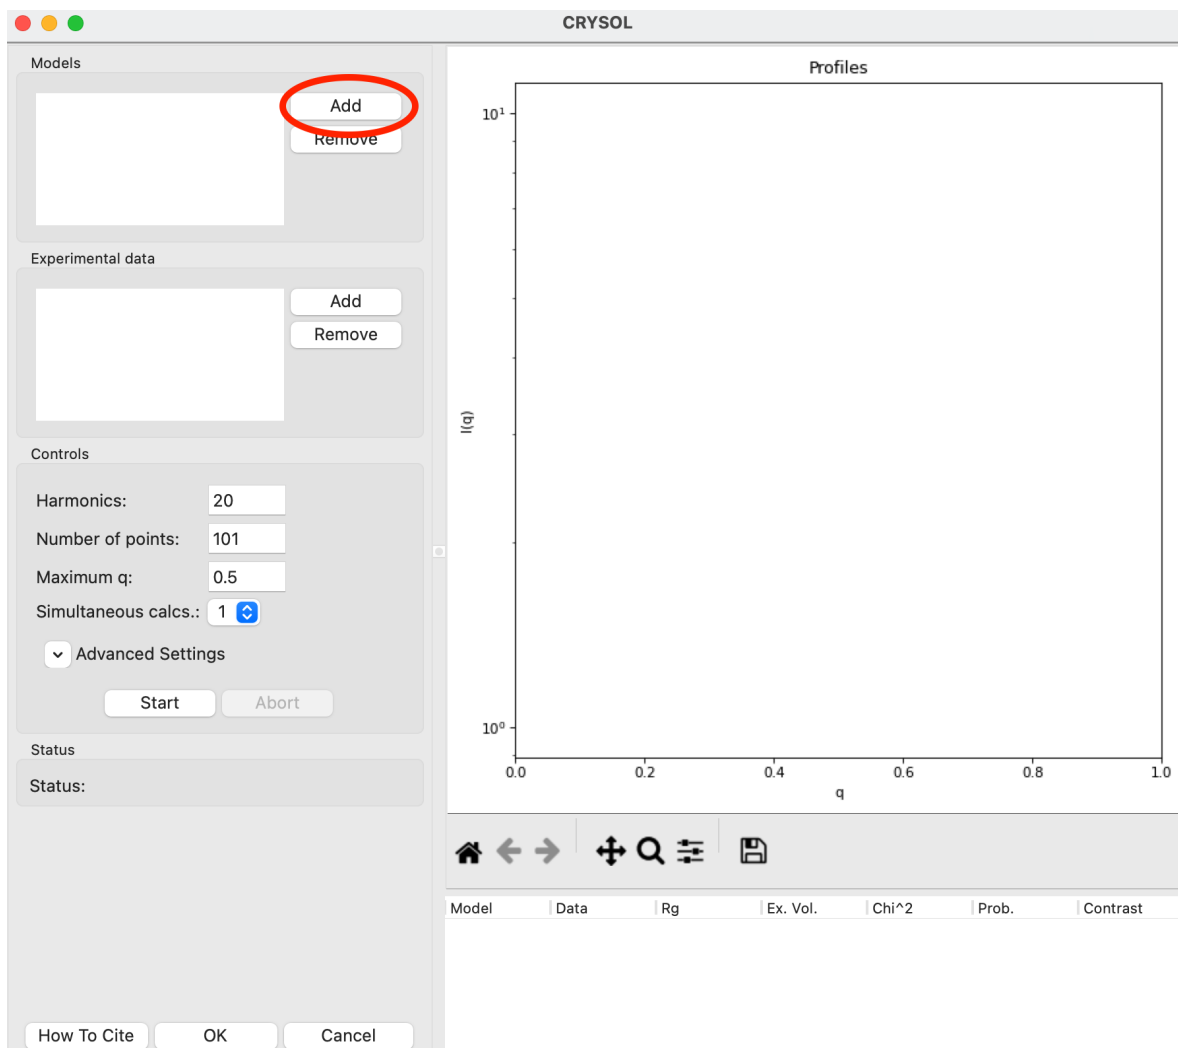 CRYSOL
Models
Add
Remove
Experimental data
Add
Remove
Controls
Harmonics: 20
Number of points: 101
Maximum q: 0.5
Simultaneous calcs.: 1
Advanced Settings
Start Abort
Status
Status:
How To Cite OK Cancel
Profiles
10¹
I(q)
10⁰
0.0 0.2 0.4 0.6 0.8 1.0
q
Model Data Rg Ex. Vol. Chi^2 Prob. Contrast